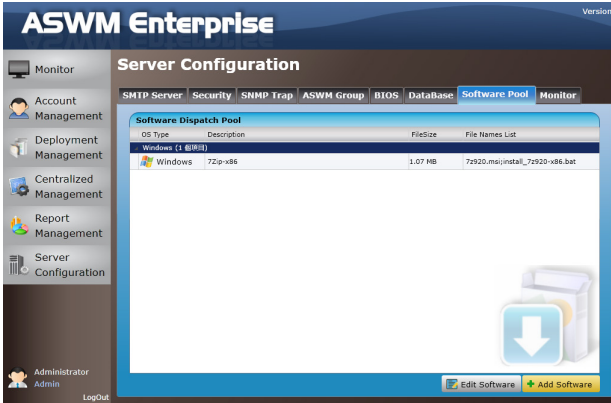 ASWM Enterprise
Version
Monitor
Account
Management
Deployment
Management
Centralized
Management
Report
Management
Server
Configuration
Administrator
Admin
LogOut
Server Configuration
SMTP Server Security SNMP Trap ASWM Group BIOS DataBase Software Pool Monitor
Software Dispatch Pool
OS Type Description FileSize File Names List
Windows (1 個項目)
Windows 7Zip-x86 1.07 MB 7z920.msi;install_7z920-x86.bat
Edit Software Add Software